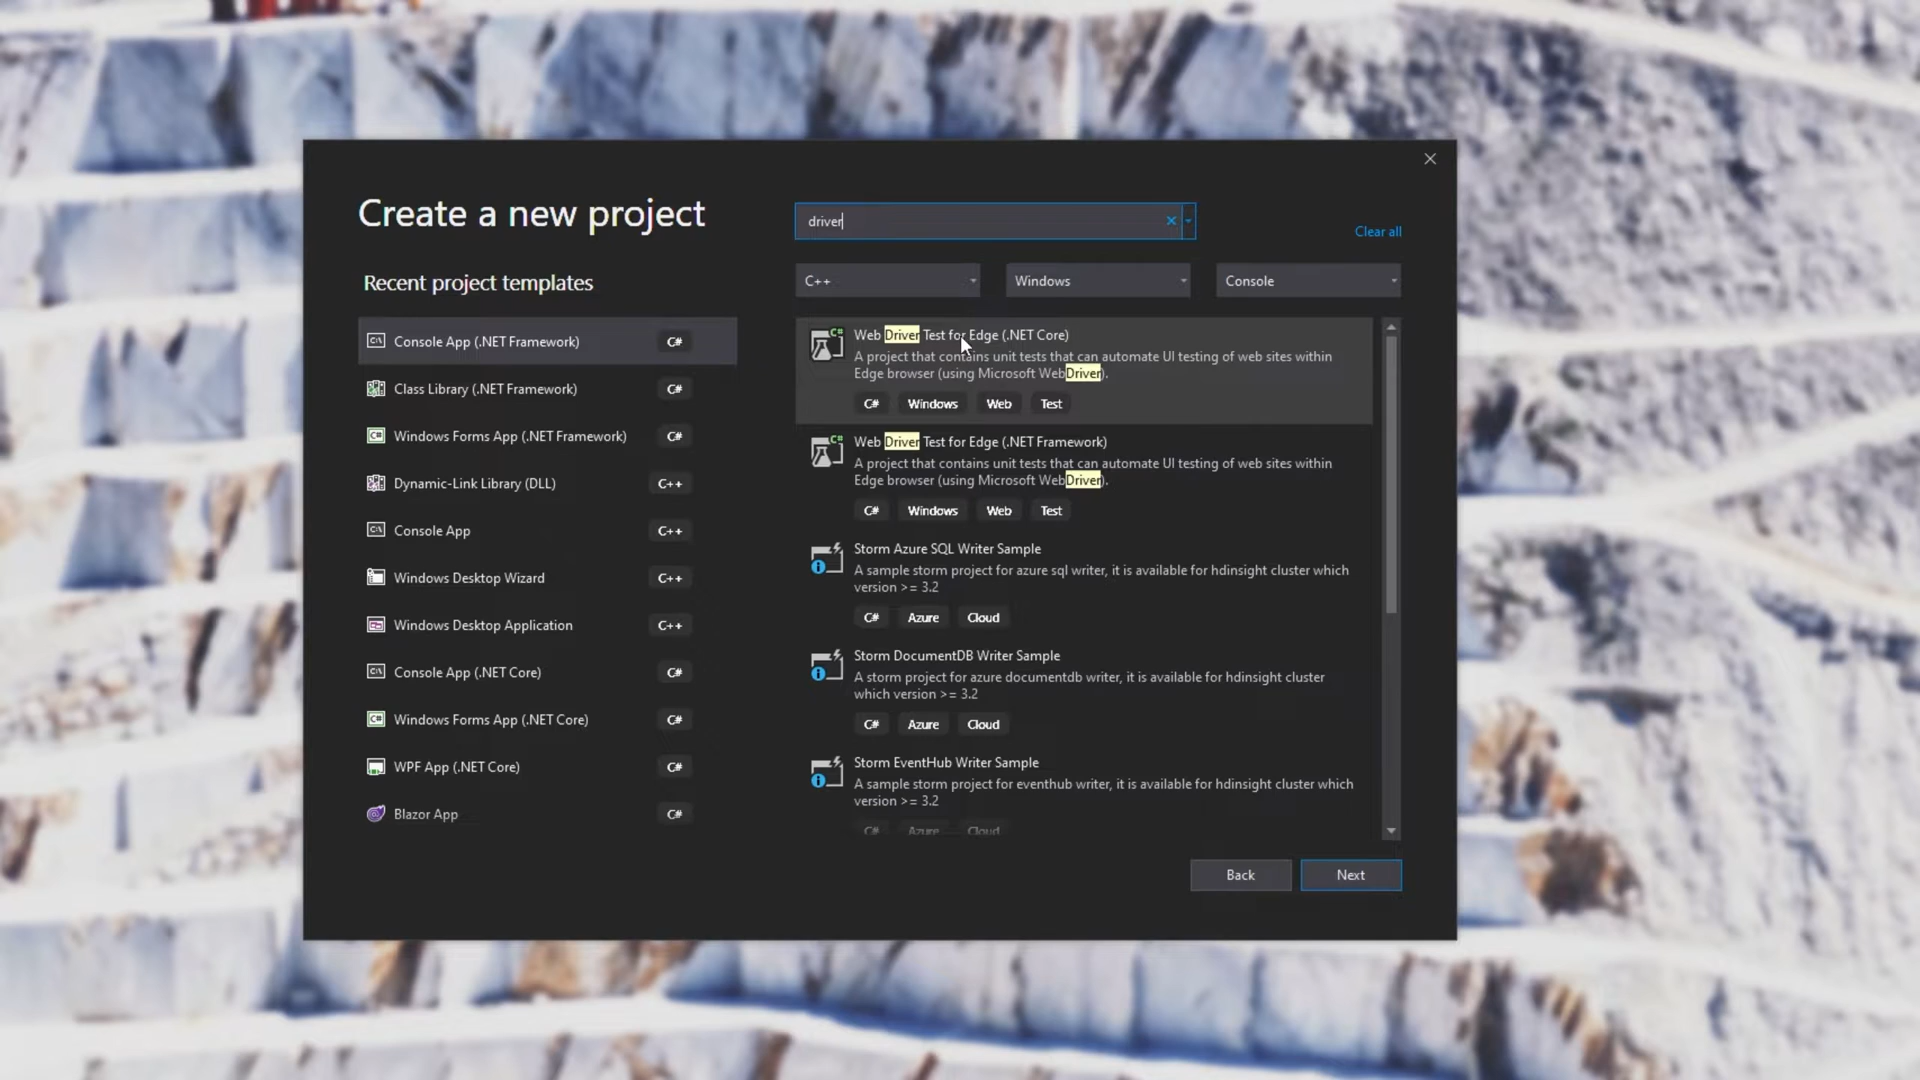 Create a new project
driver
Clear all
Recent project templates
C++
Windows
Console
Console App (.NET Framework)
C#
Class Library (.NET Framework)
C#
Windows Forms App (.NET Framework)
C#
Dynamic-Link Library (DLL)
C++
Console App
C++
Windows Desktop Wizard
C++
Windows Desktop Application
C++
Console App (.NET Core)
C#
Windows Forms App (.NET Core)
C#
WPF App (.NET Core)
C#
Blazor App
C#
Web Driver Test for Edge (.NET Core)
A project that contains unit tests that can automate UI testing of web sites within
Edge browser (using Microsoft WebDriver).
C# Windows Web Test
Web Driver Test for Edge (.NET Framework)
A project that contains unit tests that can automate UI testing of web sites within
Edge browser (using Microsoft WebDriver).
C# Windows Web Test
Storm Azure SQL Writer Sample
A sample storm project for azure sql writer, it is available for hdinsight cluster which
version >= 3.2
C# Azure Cloud
Storm DocumentDB Writer Sample
A storm project for azure documentdb writer, it is available for hdinsight cluster
which version >= 3.2
C# Azure Cloud
Storm EventHub Writer Sample
A sample storm project for eventhub writer, it is available for hdinsight cluster which
version >= 3.2
C# Azure Cloud
Back
Next